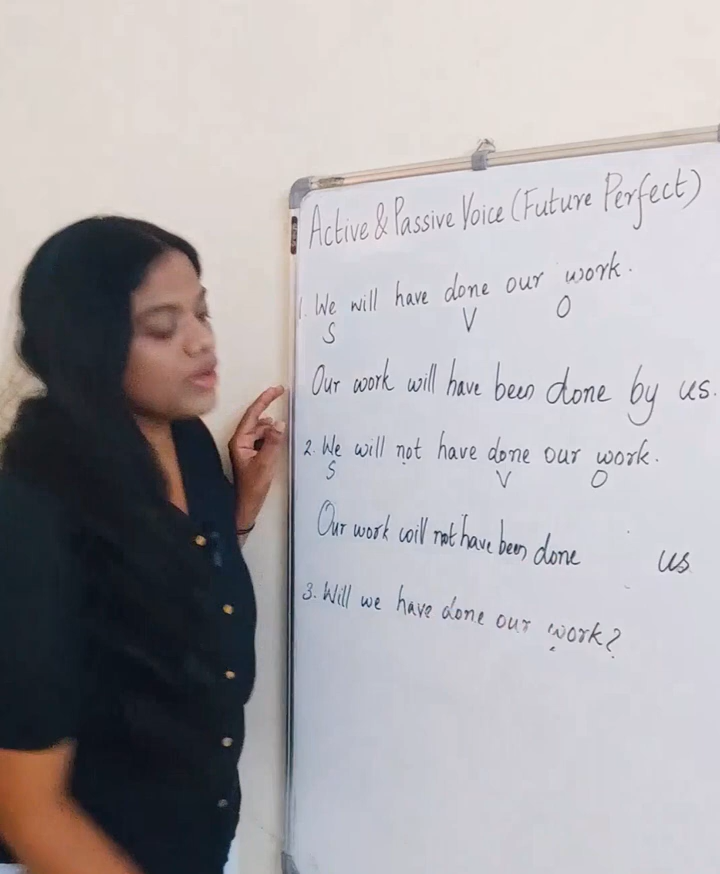 Active & Passive Voice (Future Perfect)
1. We will have done our work.
S V O
Our work will have been done by us.
2. We will not have done our work.
S V O
Our work will not have been done us
3. Will we have done our work?